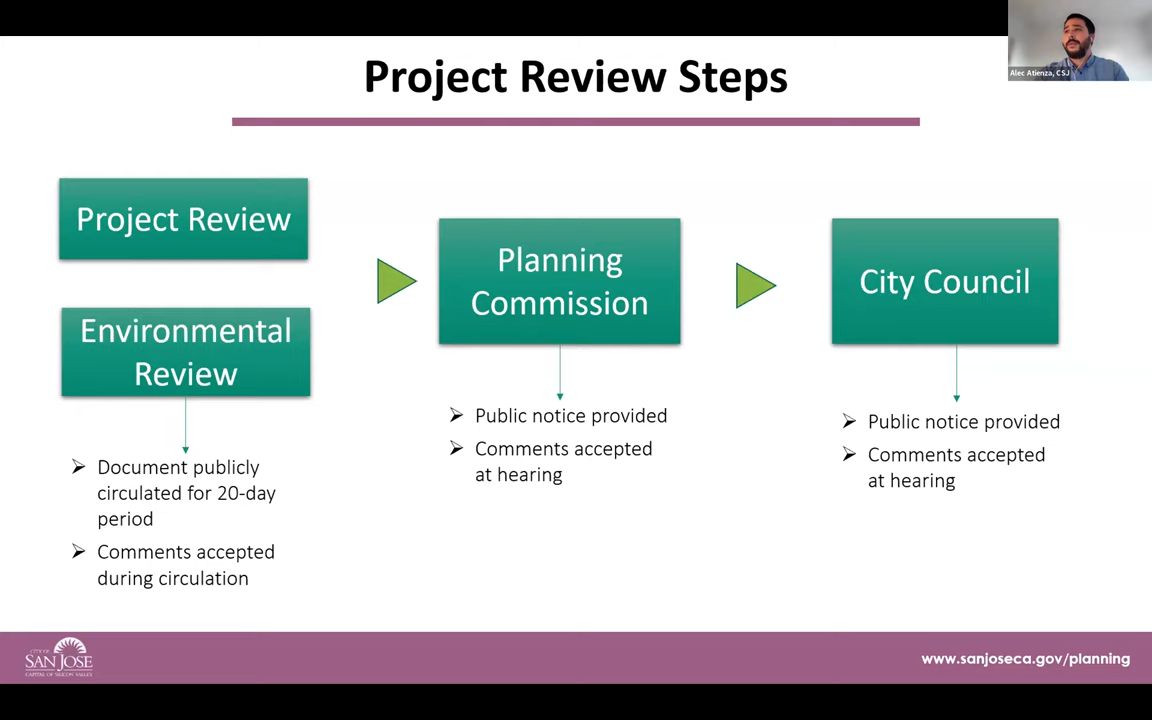 Alec Atienza, CSJ
Project Review Steps
Project Review
Environmental
Review
➢ Document publicly
circulated for 20-day
period
➢ Comments accepted
during circulation
Planning
Commission
➢ Public notice provided
➢ Comments accepted
at hearing
City Council
➢ Public notice provided
➢ Comments accepted
at hearing
CITY OF
SAN JOSE
CAPITAL OF SILICON VALLEY
www.sanjoseca.gov/planning